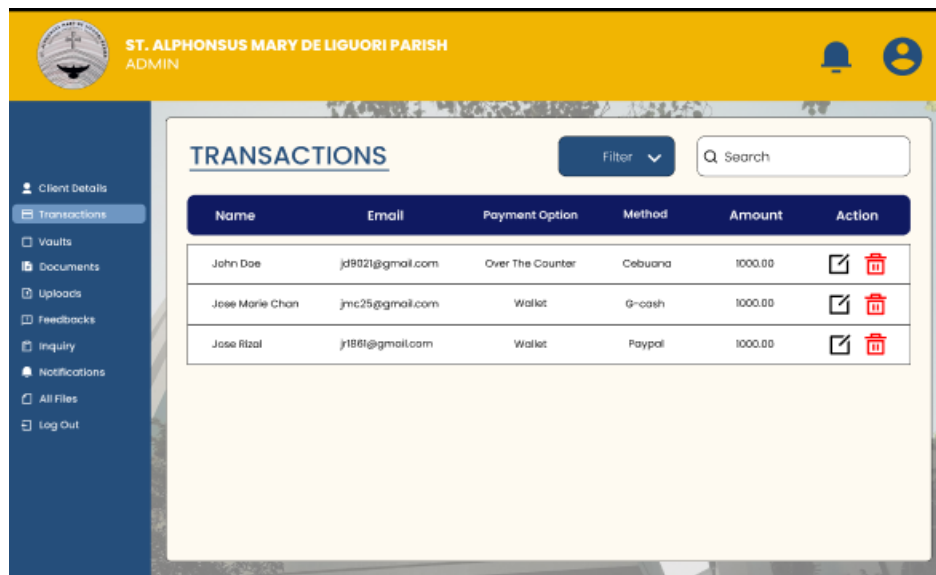 ST. ALPHONSUS MARY DE LIGUORI PARISH
ADMIN
Client Details
Transactions
Vaults
Documents
Uploads
Feedbacks
Inquiry
Notifications
All Files
Log Out
TRANSACTIONS
Filter
Search
Name Email Payment Option Method Amount Action
John Doe jd9021@gmail.com Over The Counter Cebuana 1000.00
Jose Marie Chan jmc25@gmail.com Wallet G-cash 1000.00
Jose Rizal jr1861@gmail.com Wallet Paypal 1000.00